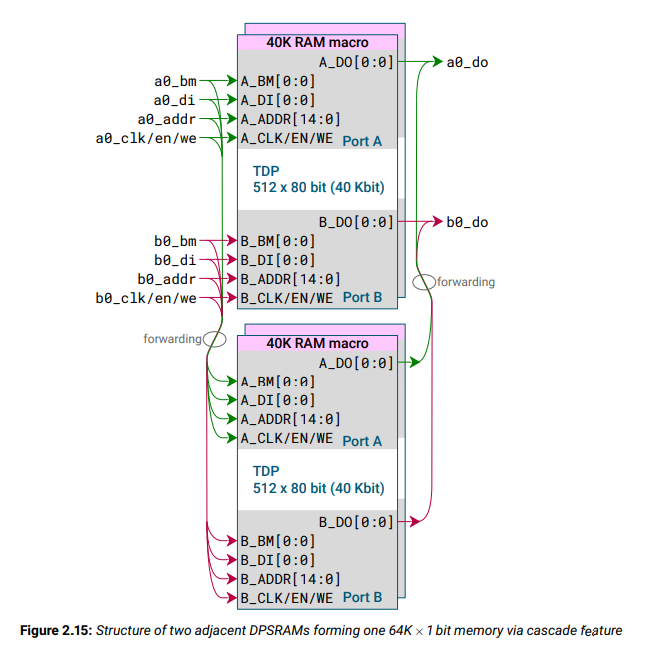 40K RAM macro
A_DO[0:0]
a0_do
a0_bm
A_BM[0:0]
a0_di
A_DI[0:0]
a0_addr
A_ADDR[14:0]
a0_clk/en/we
A_CLK/EN/WE
Port A
TDP
512 x 80 bit (40 Kbit)
B_DO[0:0]
b0_do
b0_bm
B_BM[0:0]
b0_di
B_DI[0:0]
b0_addr
B_ADDR[14:0]
b0_clk/en/we
B_CLK/EN/WE
Port B
forwarding
forwarding
40K RAM macro
A_DO[0:0]
A_BM[0:0]
A_DI[0:0]
A_ADDR[14:0]
A_CLK/EN/WE
Port A
TDP
512 x 80 bit (40 Kbit)
B_DO[0:0]
B_BM[0:0]
B_DI[0:0]
B_ADDR[14:0]
B_CLK/EN/WE
Port B
Figure 2.15: Structure of two adjacent DPSRAMs forming one 64K × 1 bit memory via cascade feature